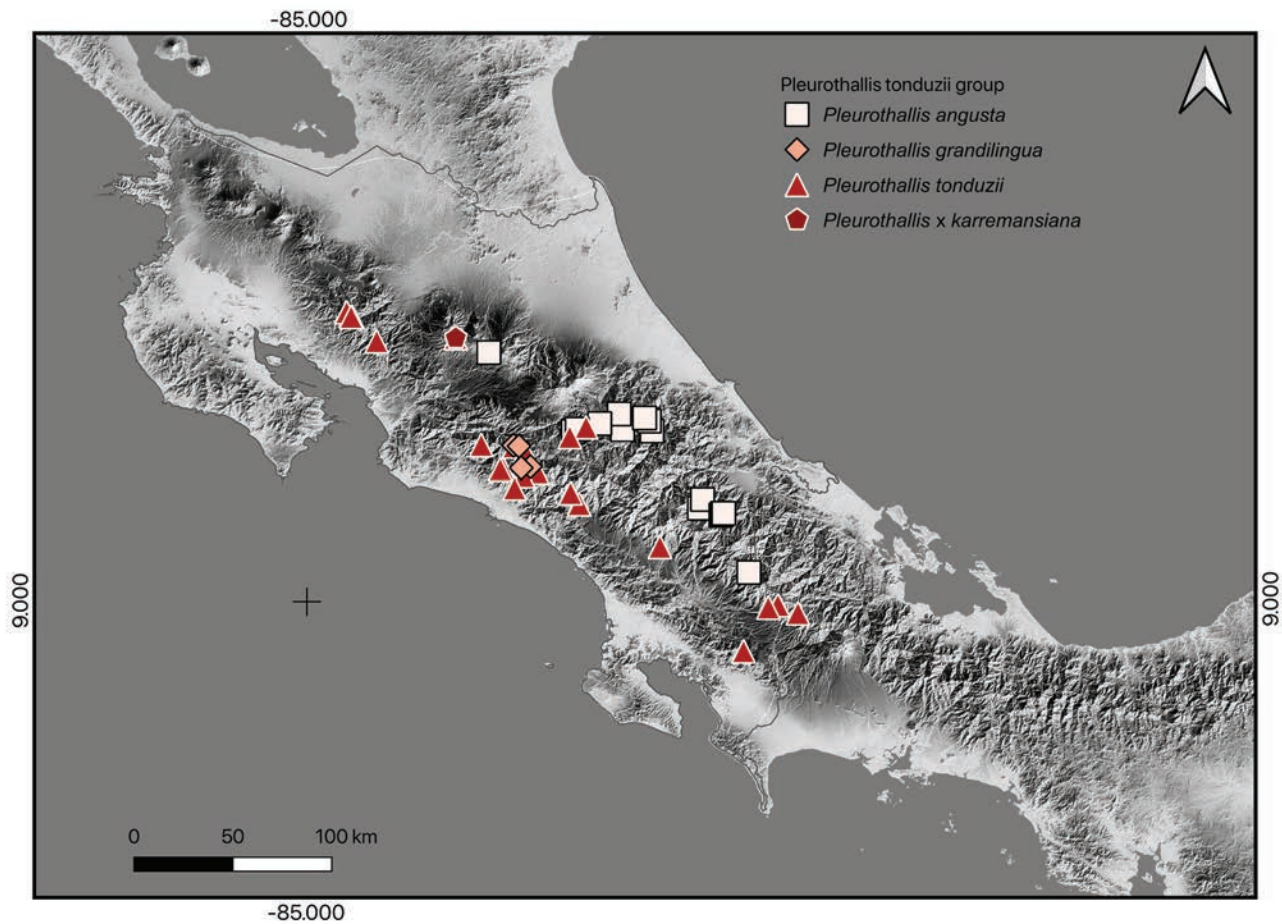 -85.000
Pleurothallis tonduzii group
Pleurothallis angusta
Pleurothallis grandilingua
Pleurothallis tonduzii
Pleurothallis x karremansiana
9.000
9.000
0 50 100 km
-85.000